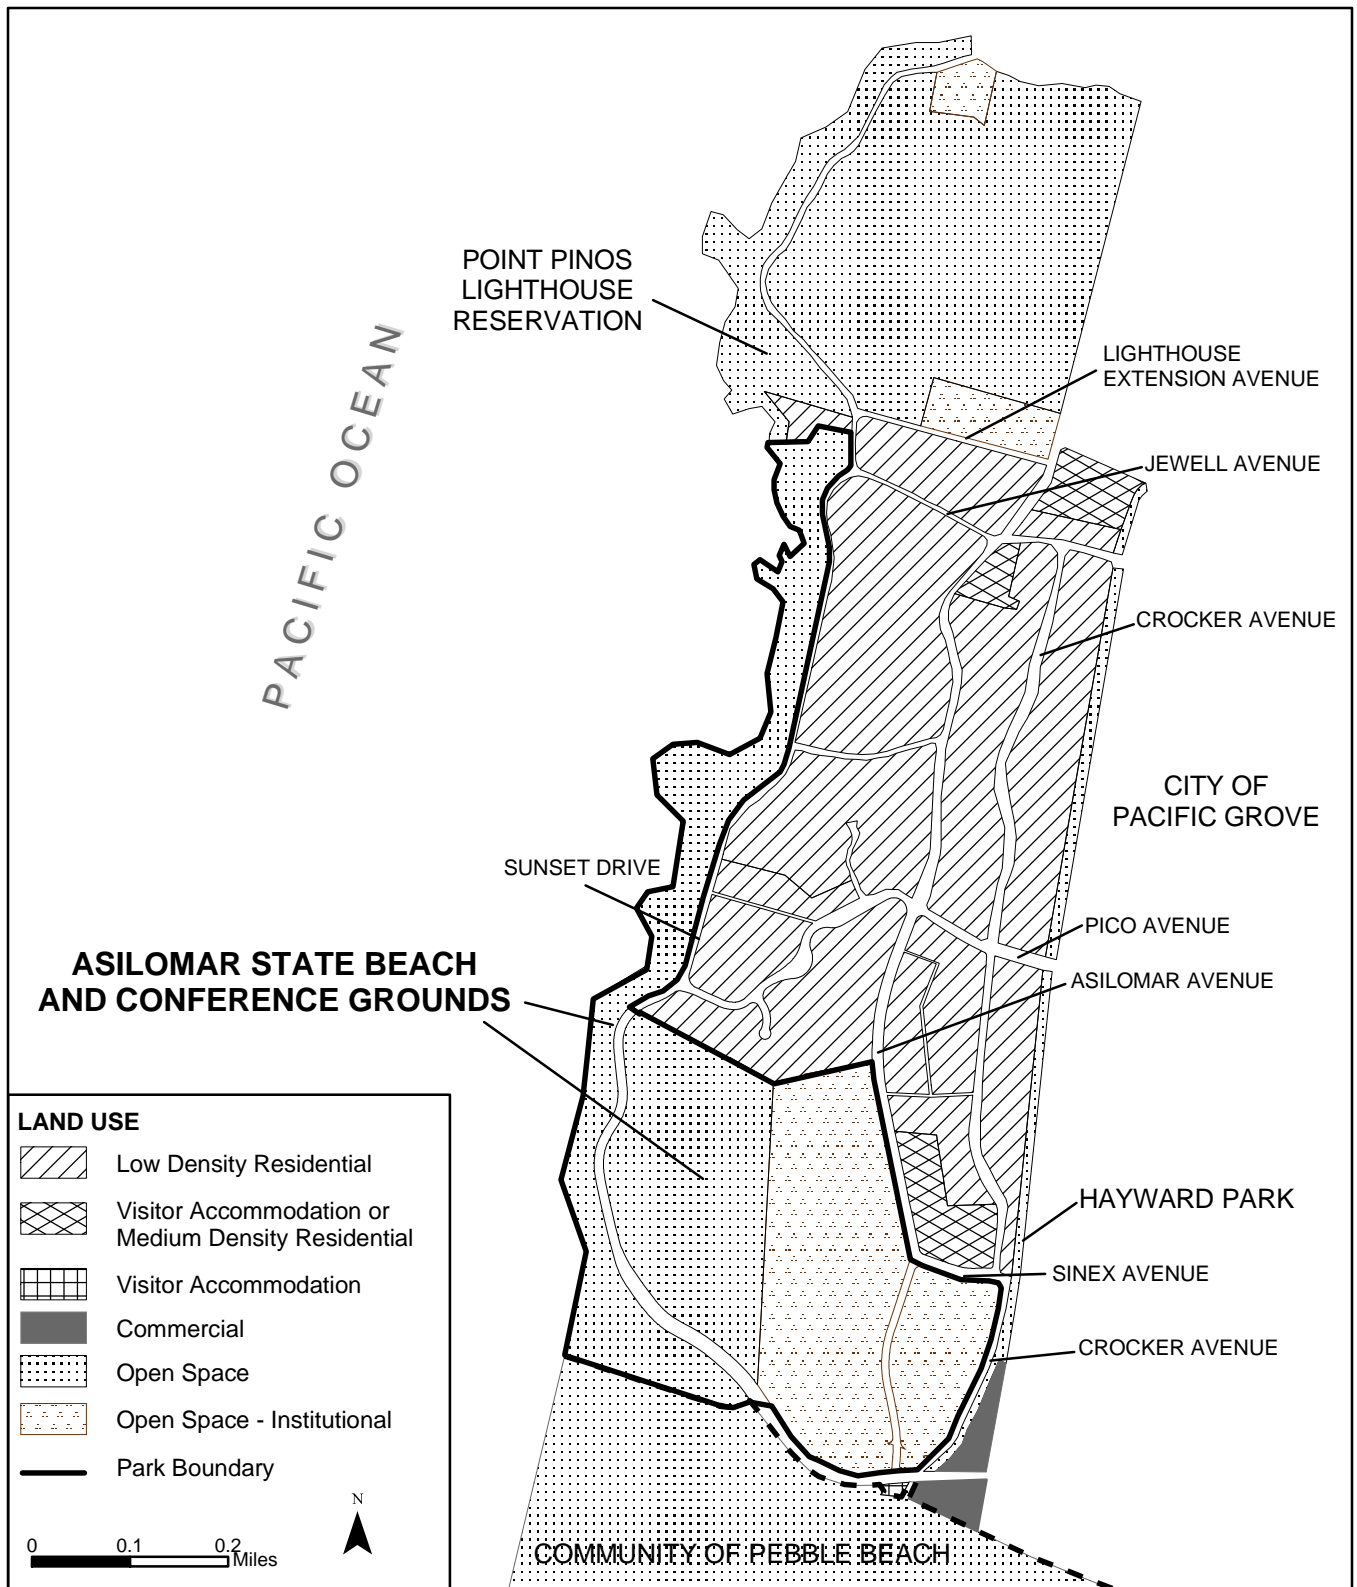 POINT PINOS
LIGHTHOUSE
RESERVATION
LIGHTHOUSE
EXTENSION AVENUE
PACIFIC OCEAN
JEWELL AVENUE
CROCKER AVENUE
CITY OF
PACIFIC GROVE
SUNSET DRIVE
PICO AVENUE
ASILOMAR STATE BEACH
AND CONFERENCE GROUNDS
ASILOMAR AVENUE
HAYWARD PARK
SINEX AVENUE
CROCKER AVENUE
COMMUNITY OF PEBBLE BEACH
LAND USE
Low Density Residential
Visitor Accommodation or
Medium Density Residential
Visitor Accommodation
Commercial
Open Space
Open Space - Institutional
Park Boundary
N
0 0.1 0.2
Miles